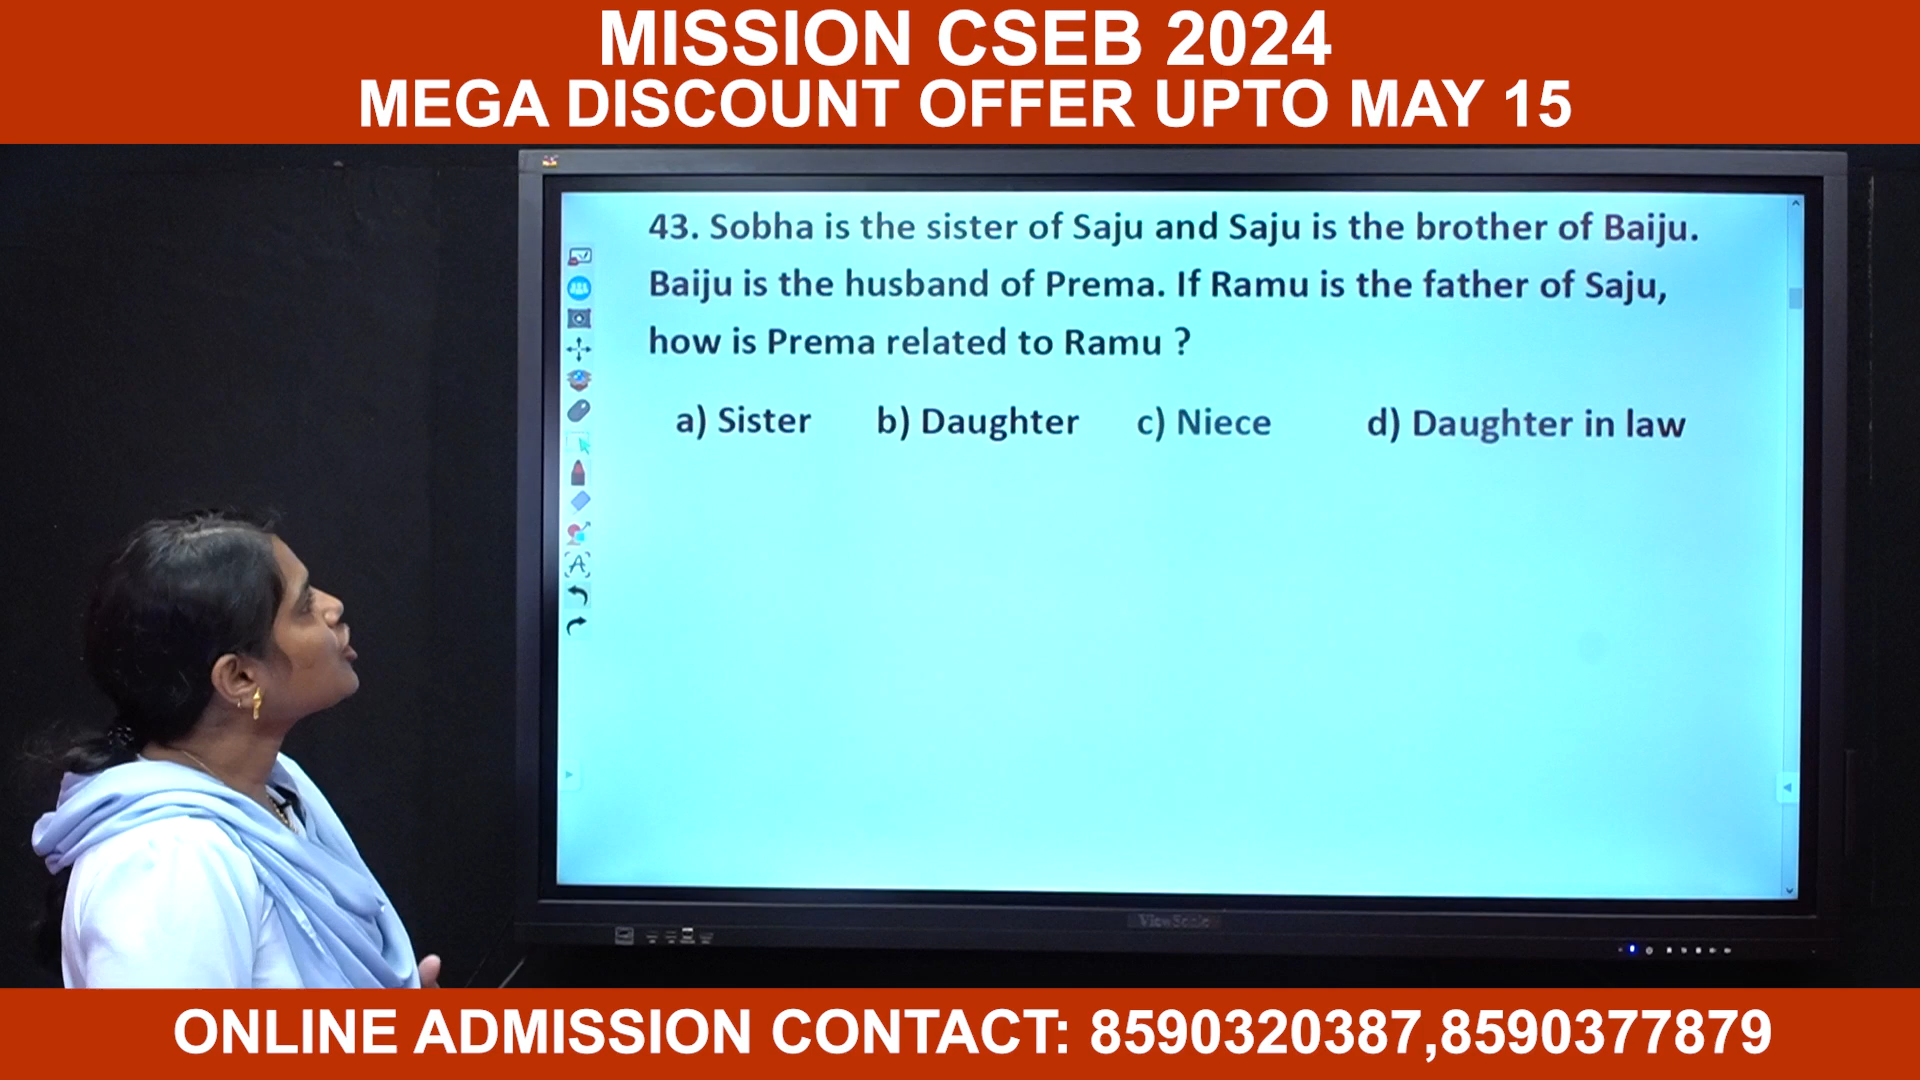 MISSION CSEB 2024
MEGA DISCOUNT OFFER UPTO MAY 15
43. Sobha is the sister of Saju and Saju is the brother of Baiju.
Baiju is the husband of Prema. If Ramu is the father of Saju,
how is Prema related to Ramu ?
a) Sister b) Daughter c) Niece d) Daughter in law
ONLINE ADMISSION CONTACT: 8590320387,8590377879